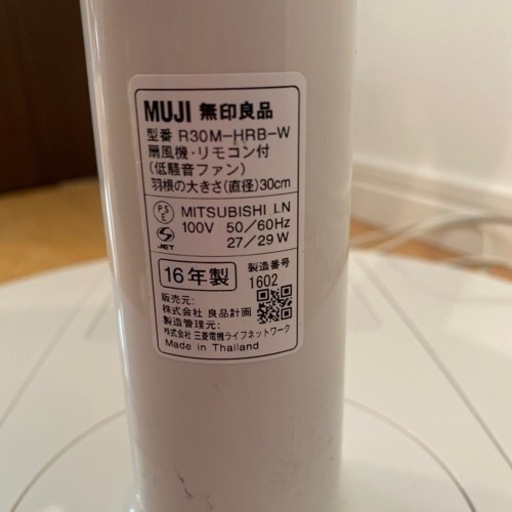 MUJI 無印良品
型番 R30M-HRB-W
扇風機・リモコン付
(低騒音ファン)
羽根の大きさ(直径)30cm
PSE MITSUBISHI LN
JET 100V 50/60Hz
27/29W
16年製 製造番号
1602
販売元:
株式会社 良品計画
製造管理元:
株式会社 三菱電機ライフネットワーク
Made in Thailand